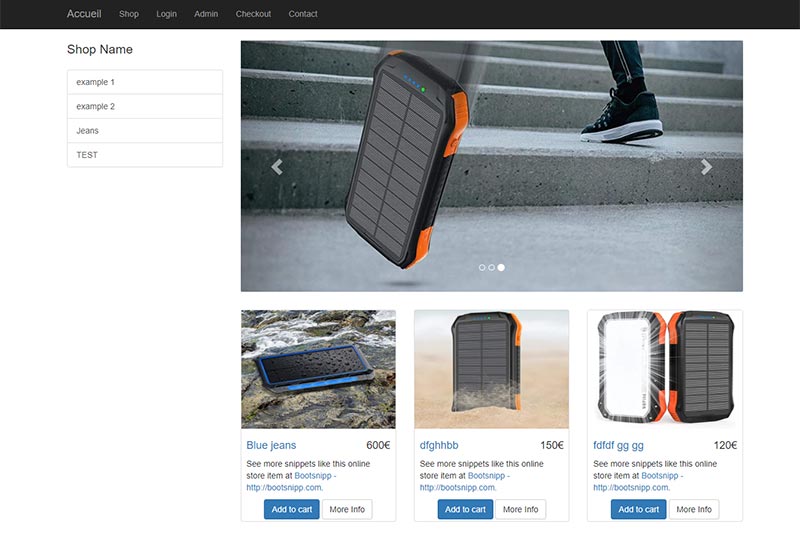 Accueil Shop Login Admin Checkout Contact
Shop Name
example 1
example 2
Jeans
TEST
Blue jeans 600€
See more snippets like this online
store item at Bootsnipp -
http://bootsnipp.com.
Add to cart More Info
dfghhbb 150€
See more snippets like this online
store item at Bootsnipp -
http://bootsnipp.com.
Add to cart More Info
fdfdf gg gg 120€
See more snippets like this online
store item at Bootsnipp -
http://bootsnipp.com.
Add to cart More Info